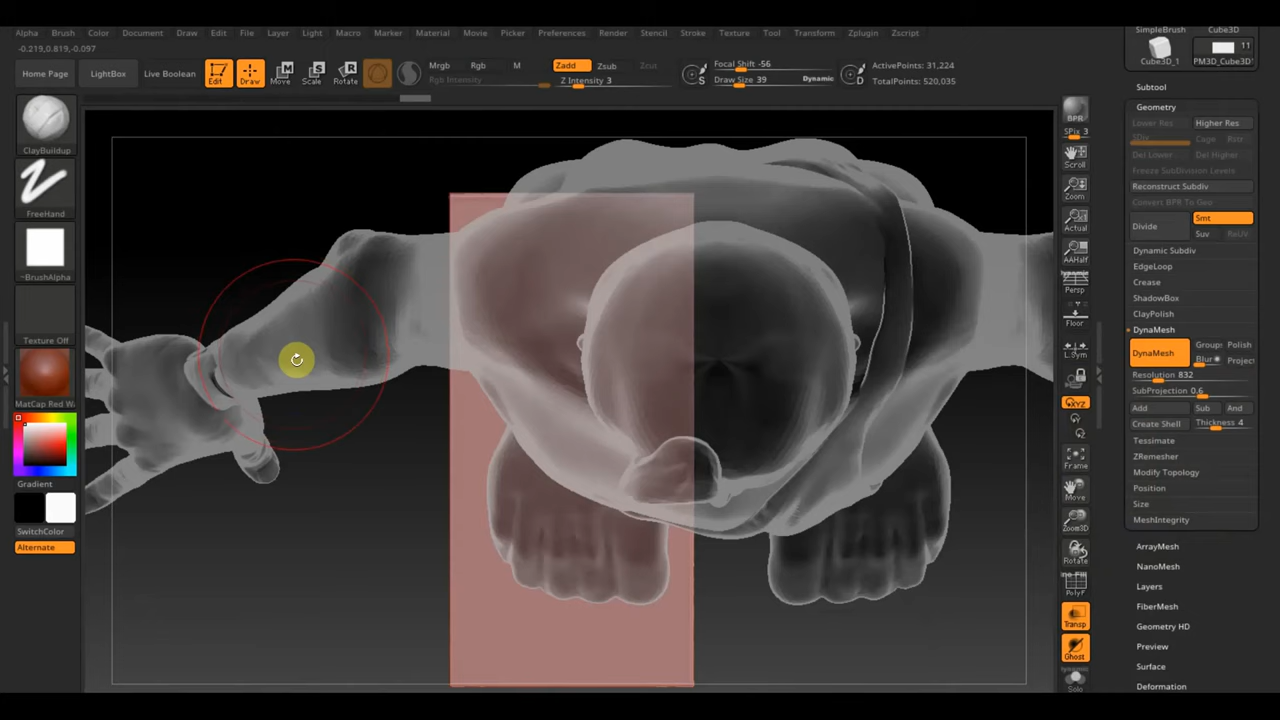 Alpha Brush Color Document Draw Edit File Layer Light Macro Marker Material Movie Picker Preferences Render Stencil Stroke Texture Tool Transform Zplugin Zscript
-0.219,0.819,-0.097
Home Page
LightBox
Live Boolean
Edit
Draw
Move
Scale
Rotate
Mrgb
Rgb
M
Rgb Intensity
Zadd
Zsub
Zcut
Z Intensity 3
S
Focal Shift -56
Draw Size 39
Dynamic
D
ActivePoints: 31,224
TotalPoints: 520,035
ClayBuildup
FreeHand
~BrushAlpha
Texture Off
MatCap Red W
Gradient
SwitchColor
Alternate
BPR
SPix 3
Scroll
Zoom
Actual
AAHalf
Dynamic
Persp
Floor
L.Sym
XYZ
Frame
Move
Zoom3D
Rotate
PolyF
Transp
Ghost
Dynamic
Solo
SimpleBrush
Cube3D
11
Cube3D_1
PM3D_Cube3D
Subtool
Geometry
Lower Res
Higher Res
SDiv
Cage
Rstr
Del Lower
Del Higher
Freeze SubDivision Levels
Reconstruct Subdiv
Convert BPR To Geo
Divide
Smt
Suv
ReUV
Dynamic Subdiv
EdgeLoop
Crease
ShadowBox
ClayPolish
DynaMesh
DynaMesh
Groups
Polish
Blur
Project
Resolution 832
SubProjection 0.6
Add
Sub
And
Create Shell
Thickness 4
Tessimate
ZRemesher
Modify Topology
Position
Size
MeshIntegrity
ArrayMesh
NanoMesh
Layers
FiberMesh
Geometry HD
Preview
Surface
Deformation